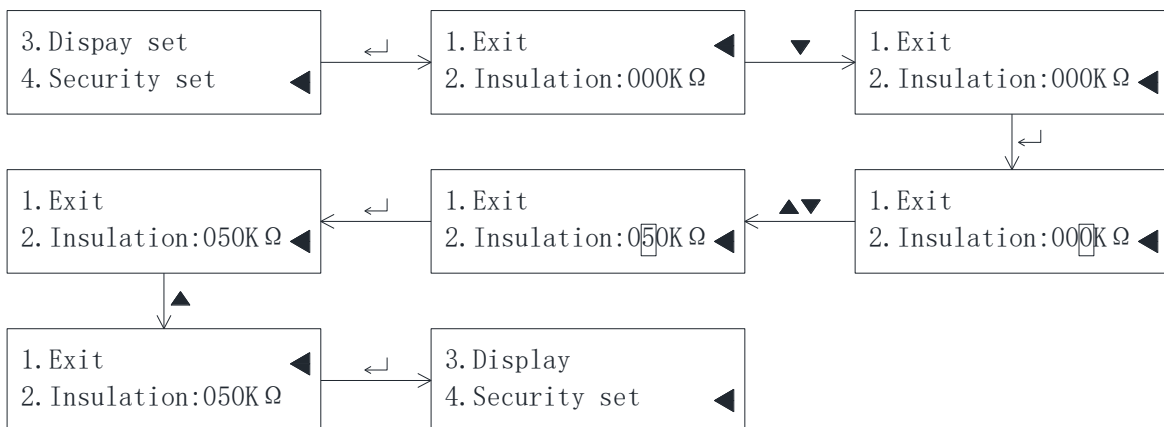 3.Dispay set
4.Security set
1.Exit
2.Insulation:000KΩ
1.Exit
2.Insulation:000KΩ
1.Exit
2.Insulation:050KΩ
1.Exit
2.Insulation:050KΩ
1.Exit
2.Insulation:000KΩ
1.Exit
2.Insulation:050KΩ
3.Display
4.Security set